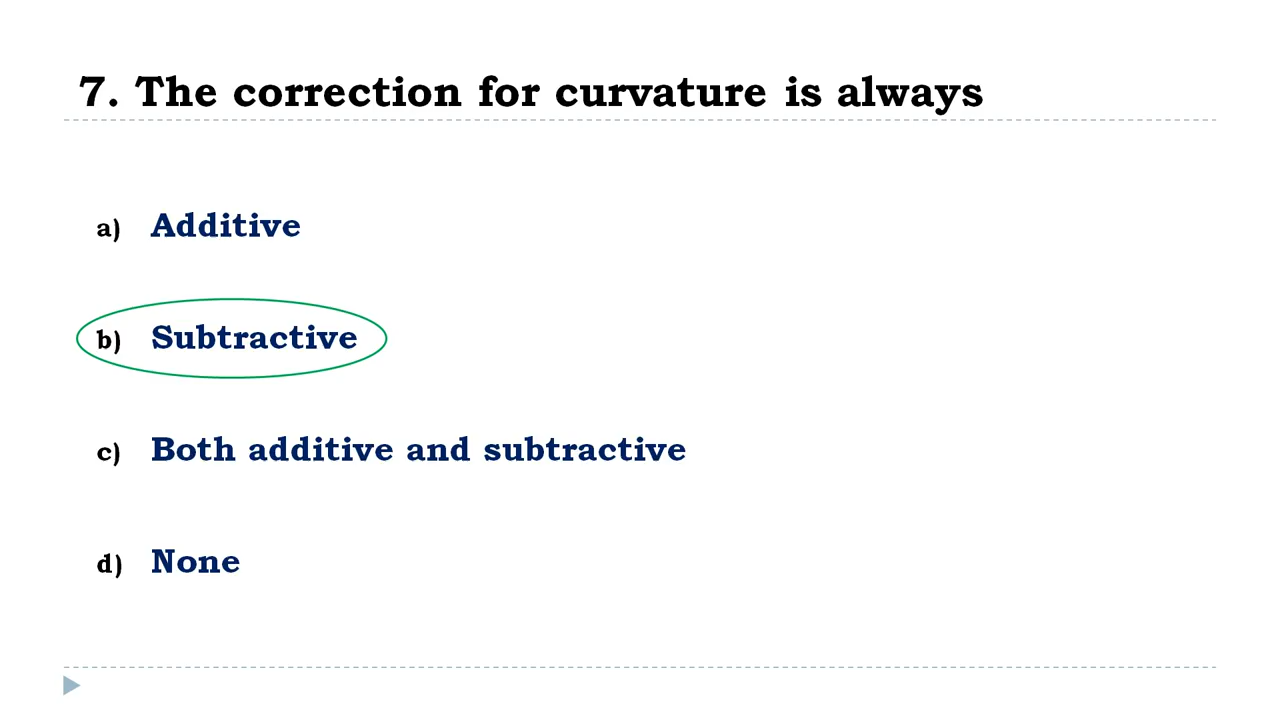 7. The correction for curvature is always
a) Additive
b) Subtractive
c) Both additive and subtractive
d) None